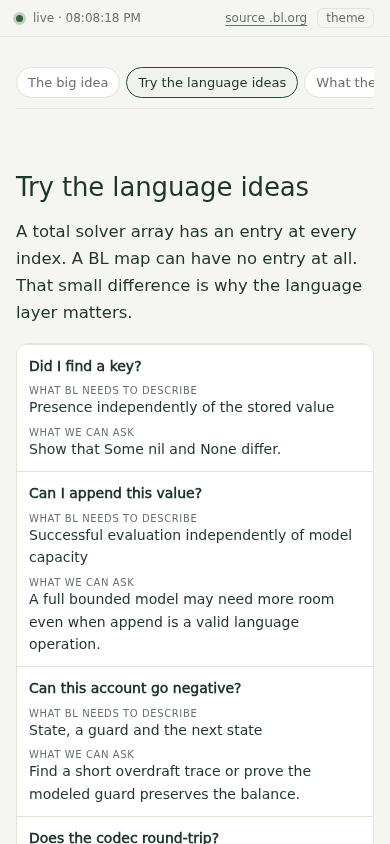 live · 08:08:18 PM
source .bl.org
theme
The big idea
Try the language ideas
What the
Try the language ideas
A total solver array has an entry at every
index. A BL map can have no entry at all.
That small difference is why the language
layer matters.
Did I find a key?
WHAT BL NEEDS TO DESCRIBE
Presence independently of the stored value
WHAT WE CAN ASK
Show that Some nil and None differ.
Can I append this value?
WHAT BL NEEDS TO DESCRIBE
Successful evaluation independently of model
capacity
WHAT WE CAN ASK
A full bounded model may need more room
even when append is a valid language
operation.
Can this account go negative?
WHAT BL NEEDS TO DESCRIBE
State, a guard and the next state
WHAT WE CAN ASK
Find a short overdraft trace or prove the
modeled guard preserves the balance.
Does the codec round-trip?